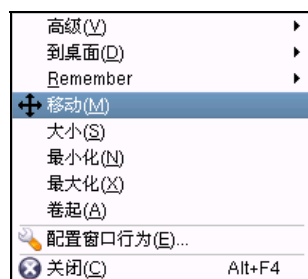 高级(V)
到桌面(D)
Remember
移动(M)
大小(S)
最小化(N)
最大化(X)
卷起(A)
配置窗口行为(E)...
关闭(C) Alt+F4